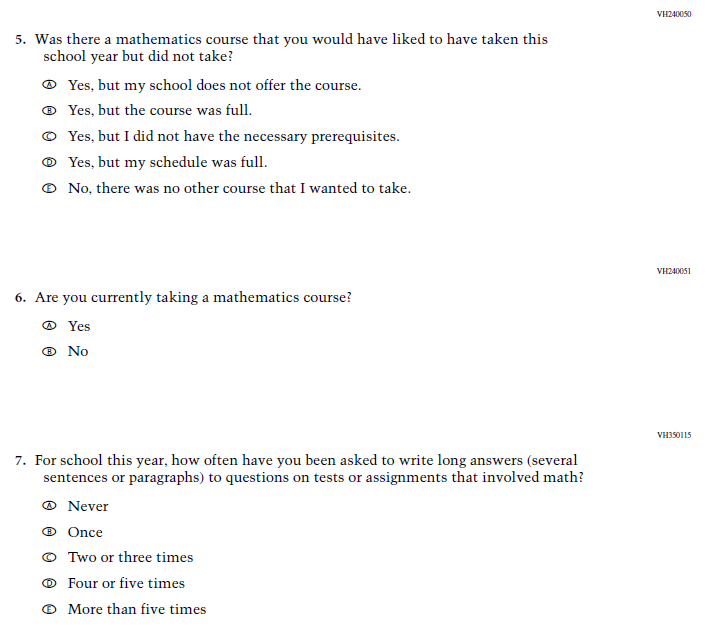 VH240050
5. Was there a mathematics course that you would have liked to have taken this
school year but did not take?
A Yes, but my school does not offer the course.
B Yes, but the course was full.
C Yes, but I did not have the necessary prerequisites.
D Yes, but my schedule was full.
E No, there was no other course that I wanted to take.
VH240051
6. Are you currently taking a mathematics course?
A Yes
B No
VH350115
7. For school this year, how often have you been asked to write long answers (several
sentences or paragraphs) to questions on tests or assignments that involved math?
A Never
B Once
C Two or three times
D Four or five times
E More than five times